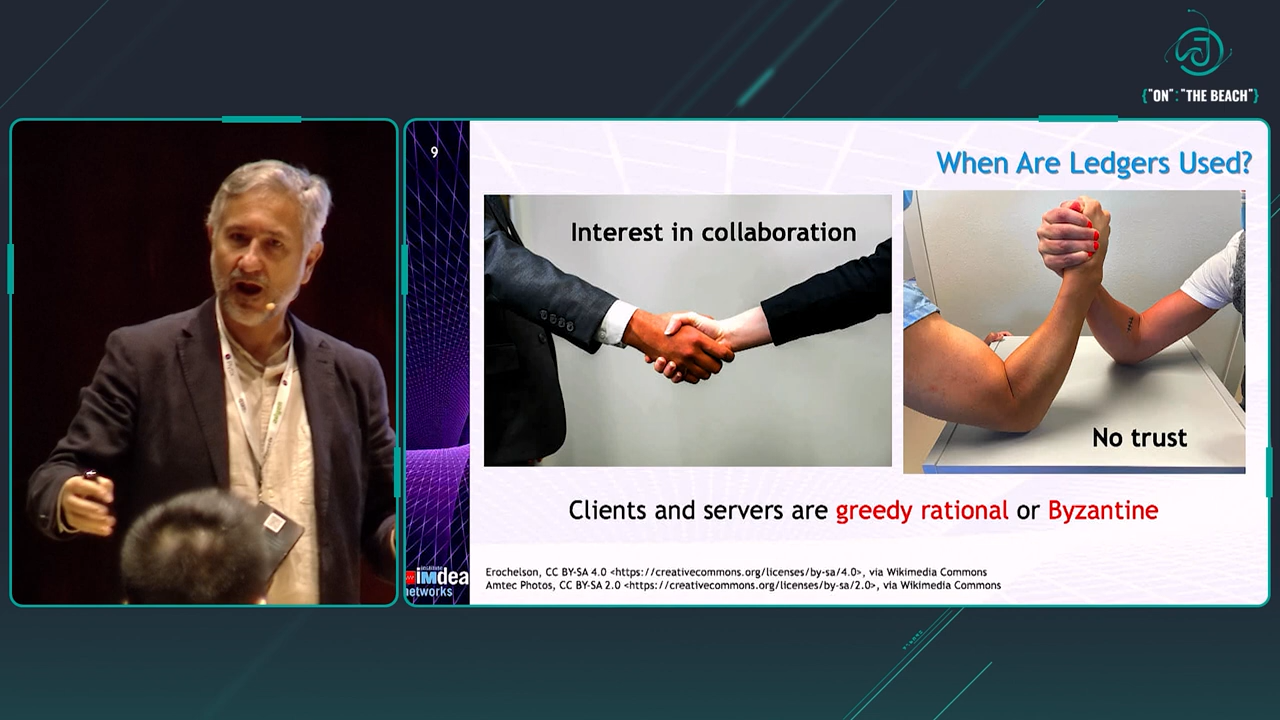 {"ON":"THE BEACH"}
9
When Are Ledgers Used?
Interest in collaboration
No trust
Clients and servers are greedy rational or Byzantine
institute
iMdea
networks
Erochelson, CC BY-SA 4.0 <https://creativecommons.org/licenses/by-sa/4.0>, via Wikimedia Commons
Amtec Photos, CC BY-SA 2.0 <https://creativecommons.org/licenses/by-sa/2.0>, via Wikimedia Commons